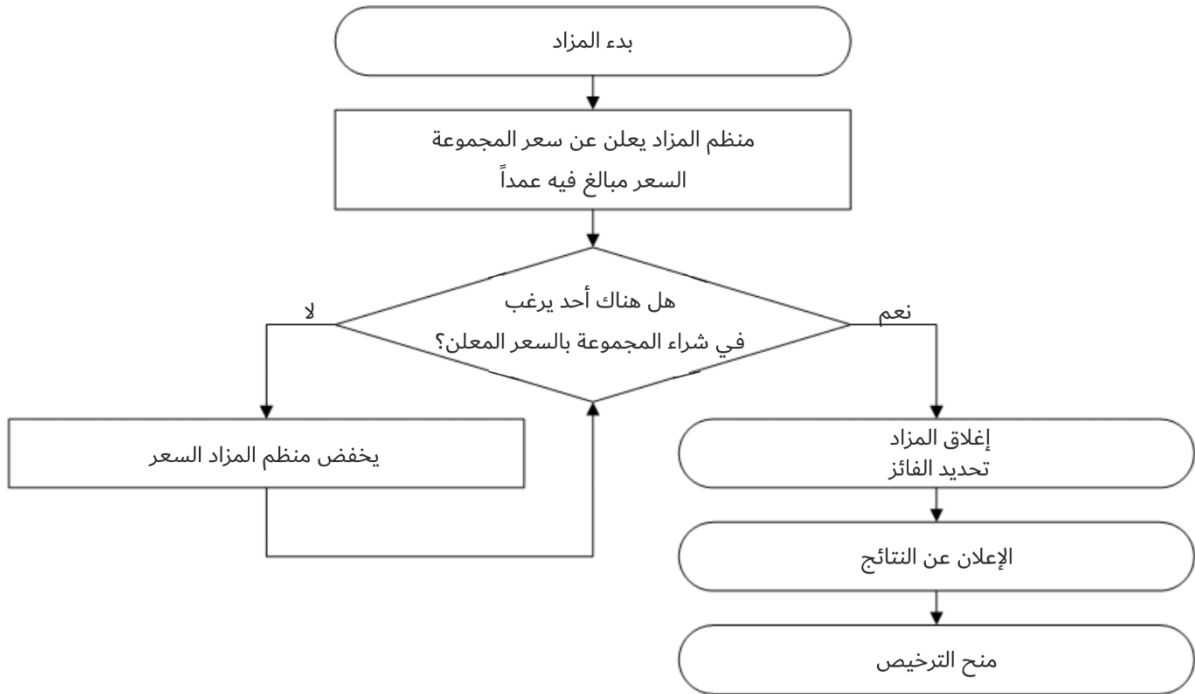 بدء المزاد
منظم المزاد يعلن عن سعر المجموعة
السعر مبالغ فيه عمداً
هل هناك أحد يرغب
في شراء المجموعة بالسعر المعلن؟
نعم
لا
إغلاق المزاد
تحديد الفائز
يخفض منظم المزاد السعر
الإعلان عن النتائج
منح الترخيص